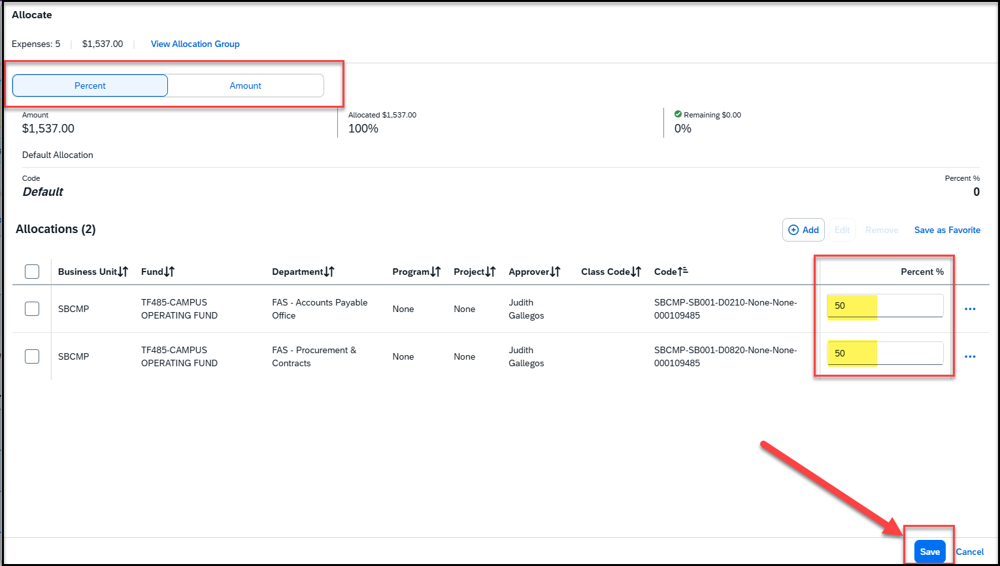 Allocate
Expenses: 5 $1,537.00 View Allocation Group
Percent Amount
Amount Allocated $1,537.00 Remaining $0.00
$1,537.00 100% 0%
Default Allocation
Code Percent %
Default 0
Allocations (2) Add Edit Remove Save as Favorite
Business Unit Fund Department Program Project Approver Class Code Code Percent %
SBCMP TF485-CAMPUS OPERATING FUND FAS - Accounts Payable Office None None Judith Gallegos SBCMP-SB001-D0210-None-None-000109485 50 ...
SBCMP TF485-CAMPUS OPERATING FUND FAS - Procurement & Contracts None None Judith Gallegos SBCMP-SB001-D0820-None-None-000109485 50 ...
Save Cancel